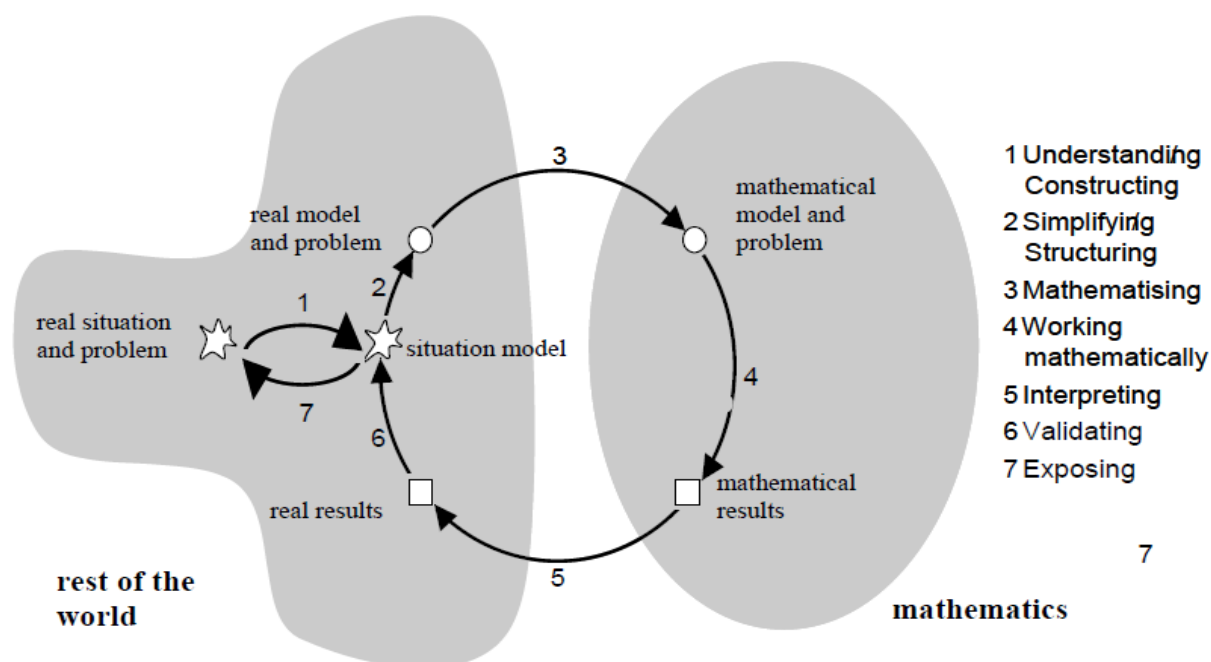 3
real model
and problem
mathematical
model and
problem
2
1
real situation
and problem
situation model
7
4
6
real results
mathematical
results
5
rest of the
world
mathematics
1 Understanding
Constructing
2 Simplifying
Structuring
3 Mathematising
4 Working
mathematically
5 Interpreting
6 Validating
7 Exposing
7